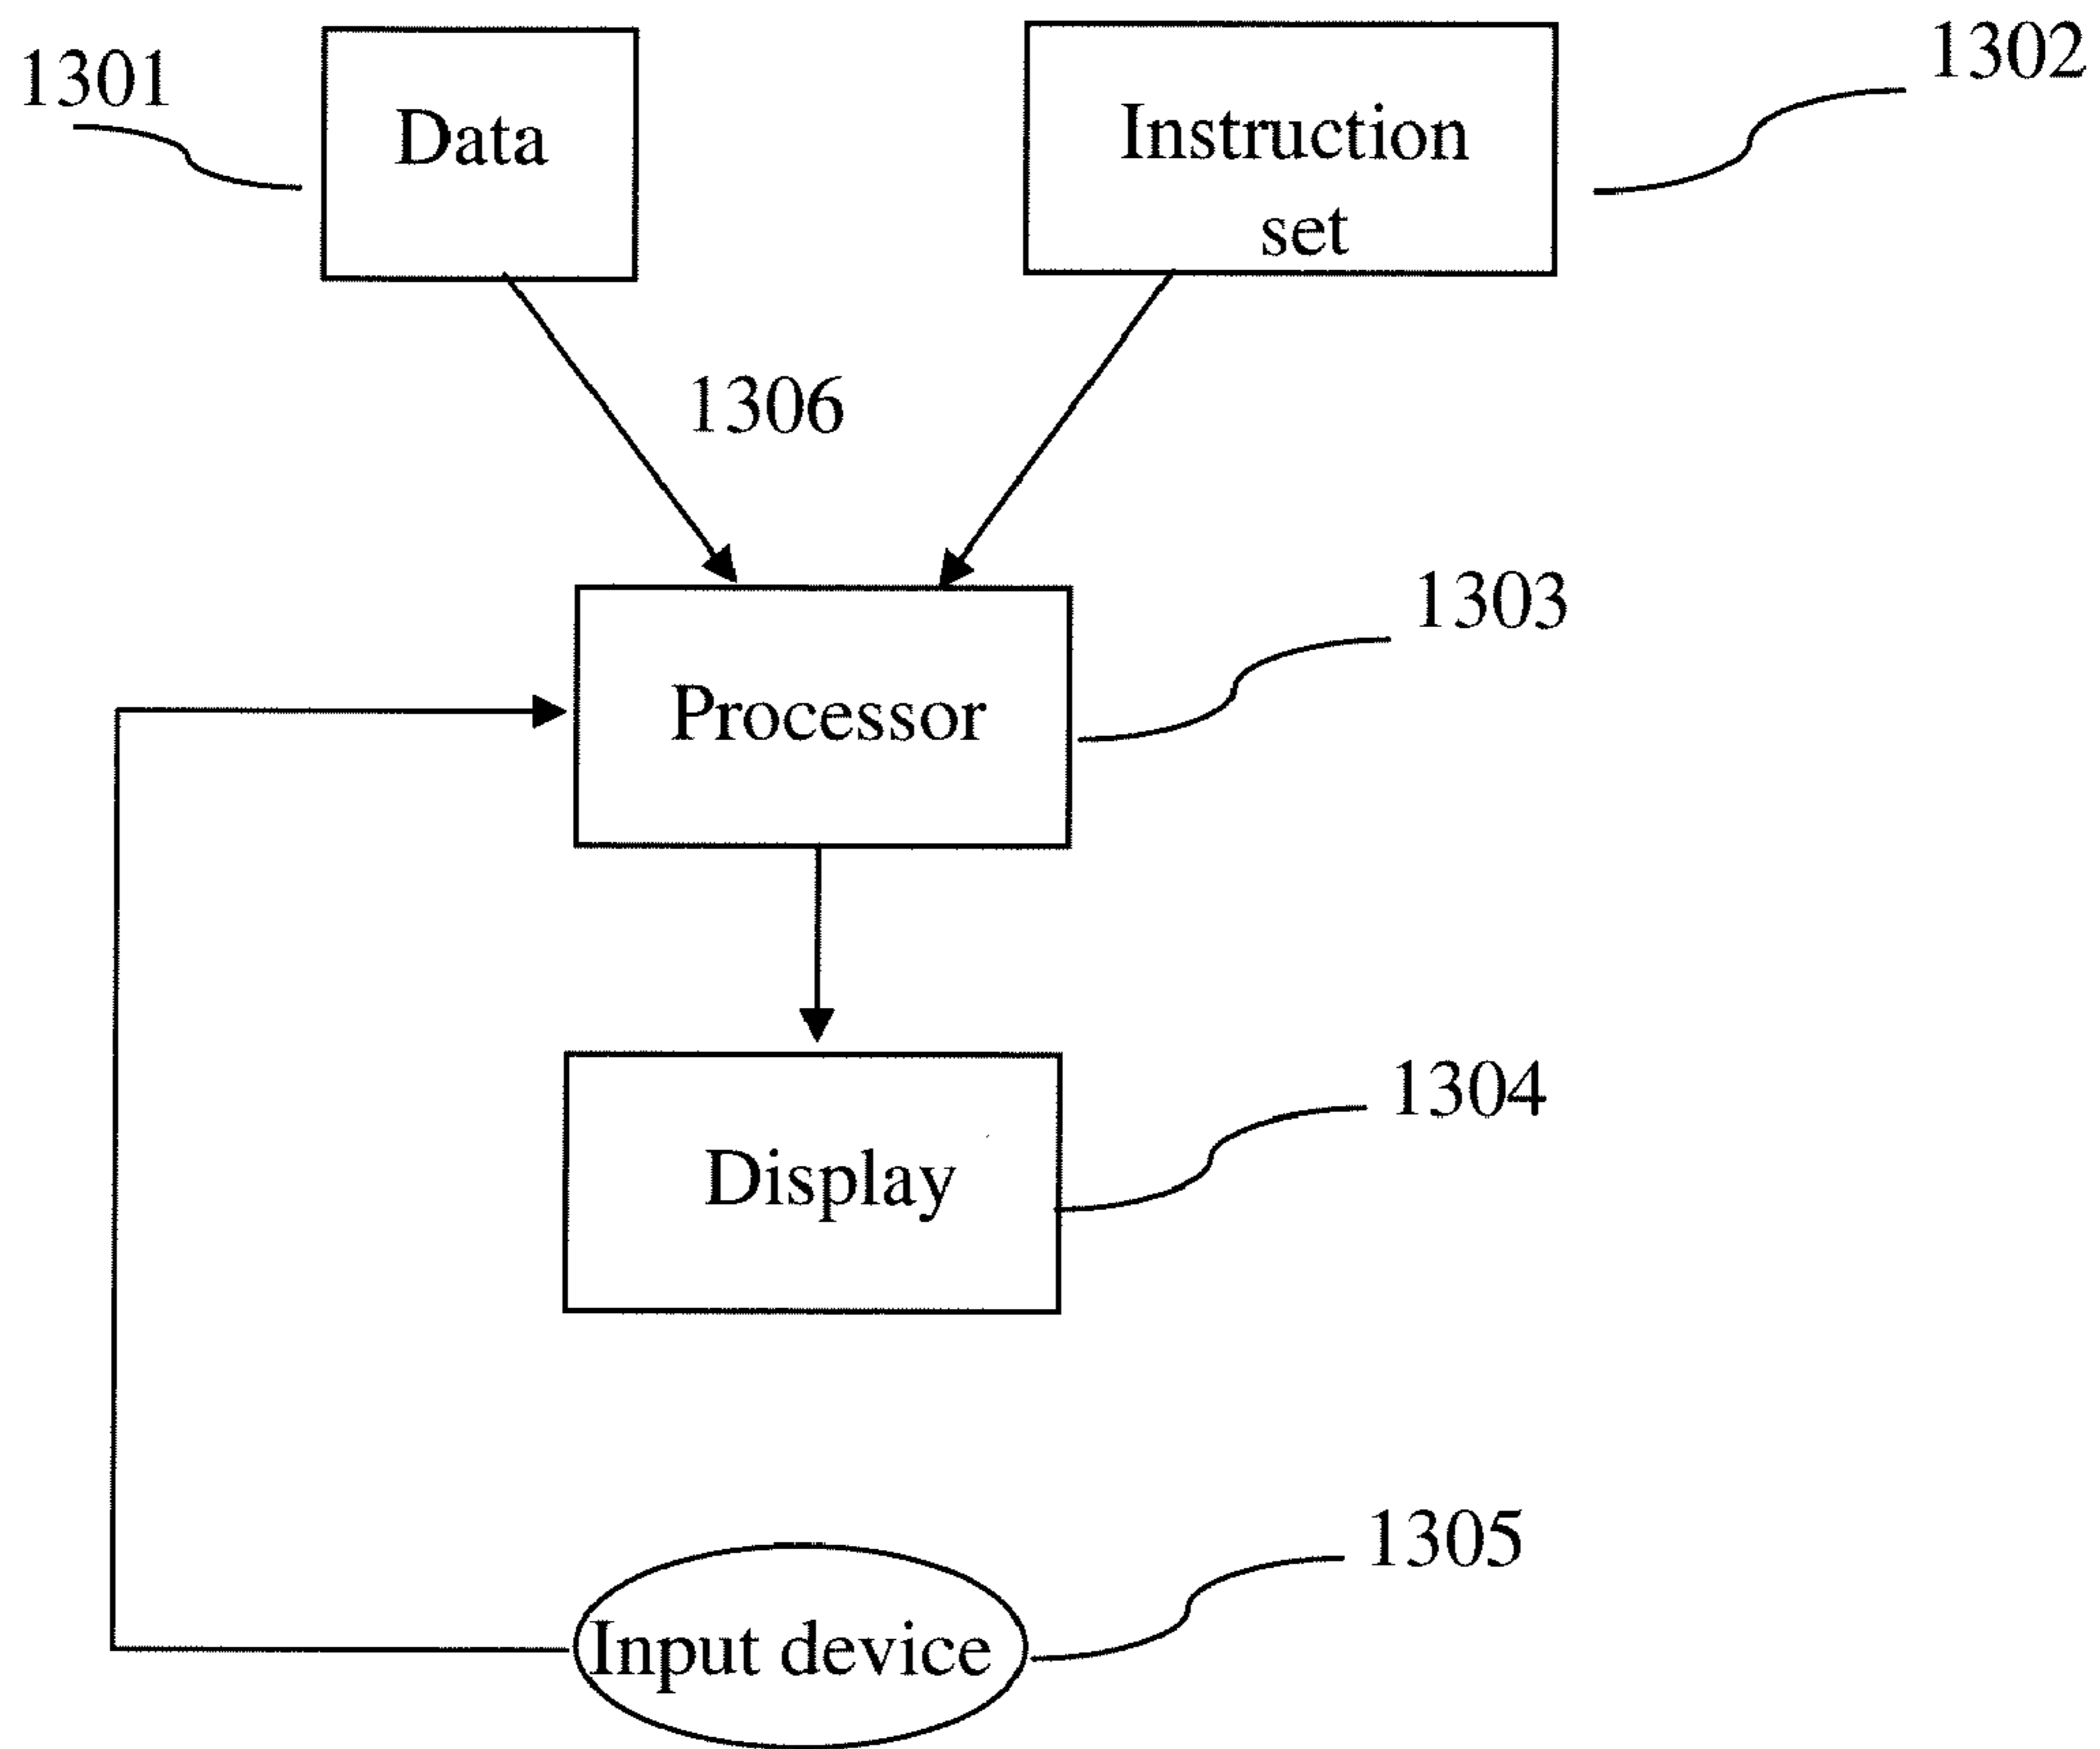 1301
Data
Instruction
set
1302
1306
1303
Processor
1304
Display
1305
Input device